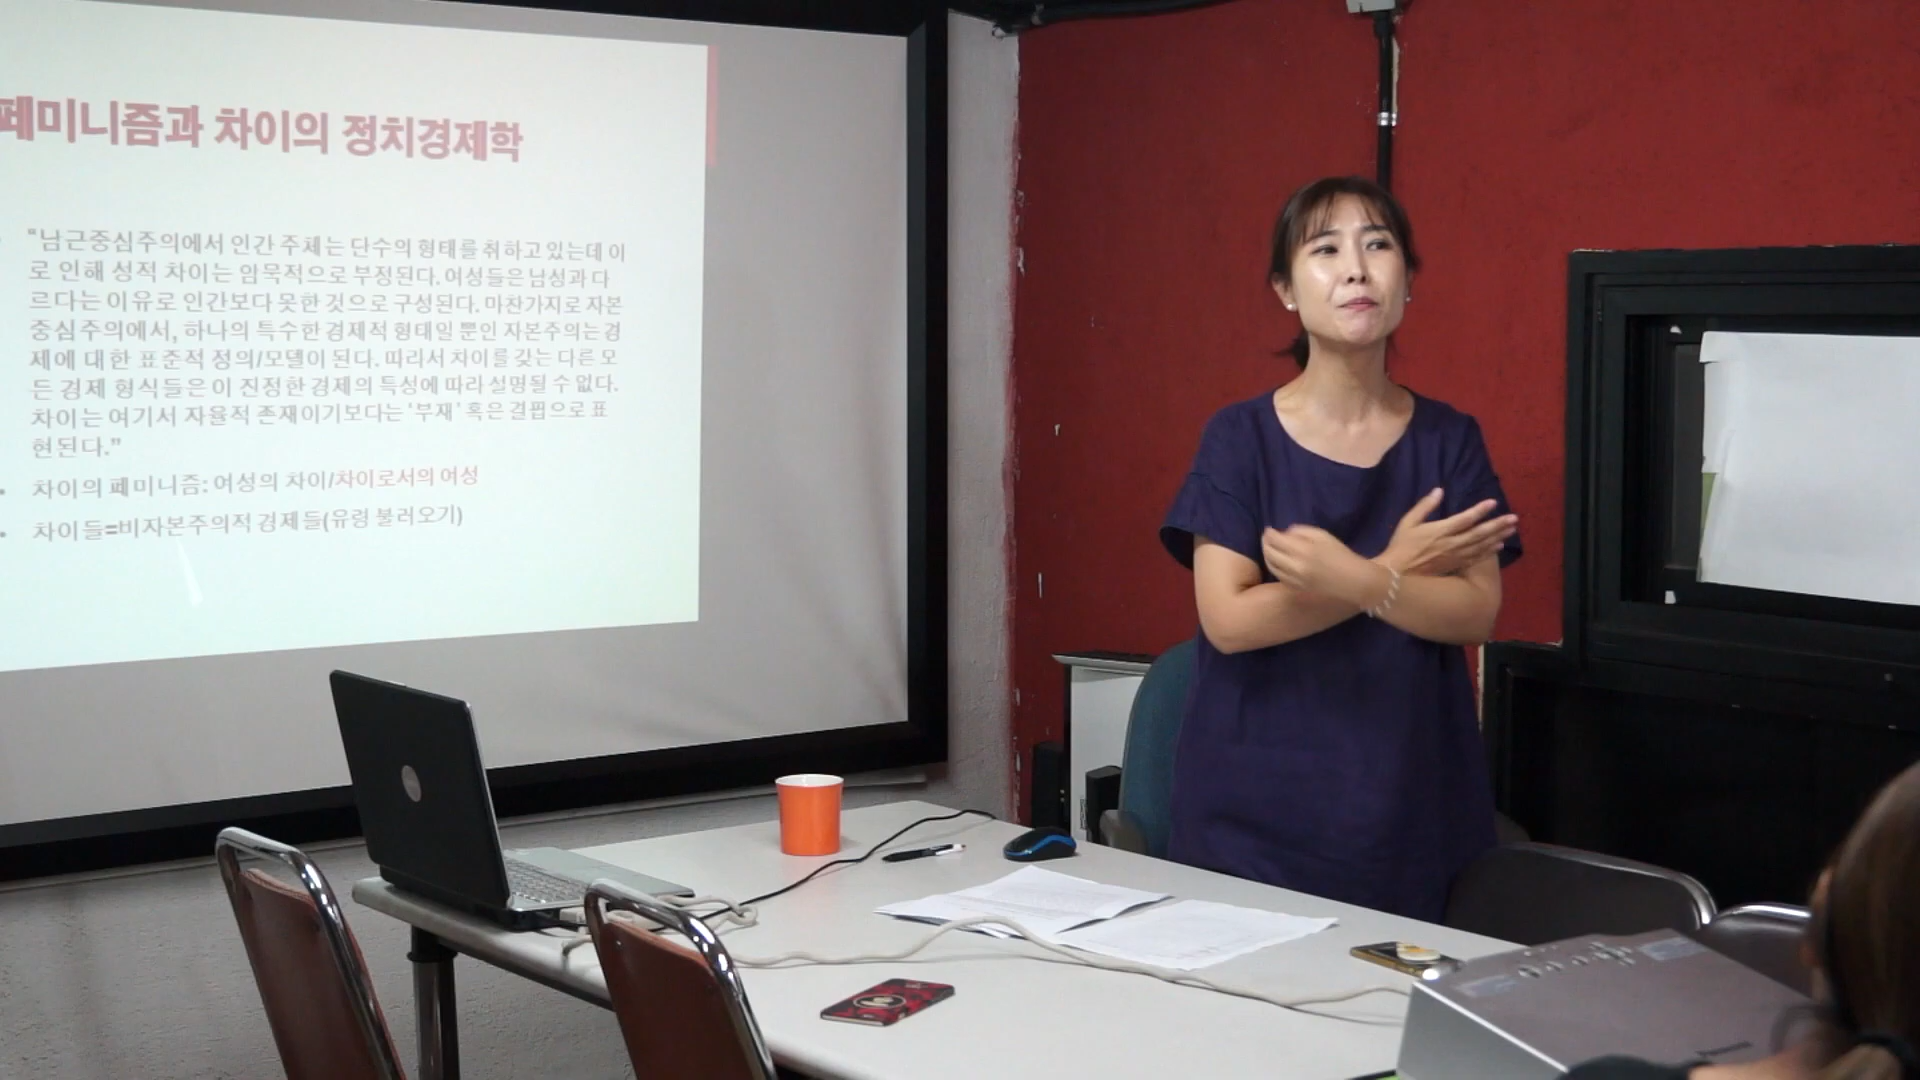 페미니즘과 차이의 정치경제학
“남근중심주의에서 인간 주체는 단수의 형태를 취하고 있는데 이
로 인해 성적 차이는 암묵적으로 부정된다. 여성들은 남성과 다
르다는 이유로 인간보다 못한 것으로 구성된다. 마찬가지로 자본
중심주의에서, 하나의 특수한 경제적 형태일 뿐인 자본주의는 경
제에 대한 표준적 정의/모델이 된다. 따라서 차이를 갖는 다른 모
든 경제 형식들은 이 진정한 경제의 특성에 따라 설명될 수 없다.
차이는 여기서 자율적 존재이기보다는 ‘부재’ 혹은 결핍으로 표
현된다.”
• 차이의 페미니즘: 여성의 차이/차이로서의 여성
• 차이들=비자본주의적 경제들(유령 불러오기)